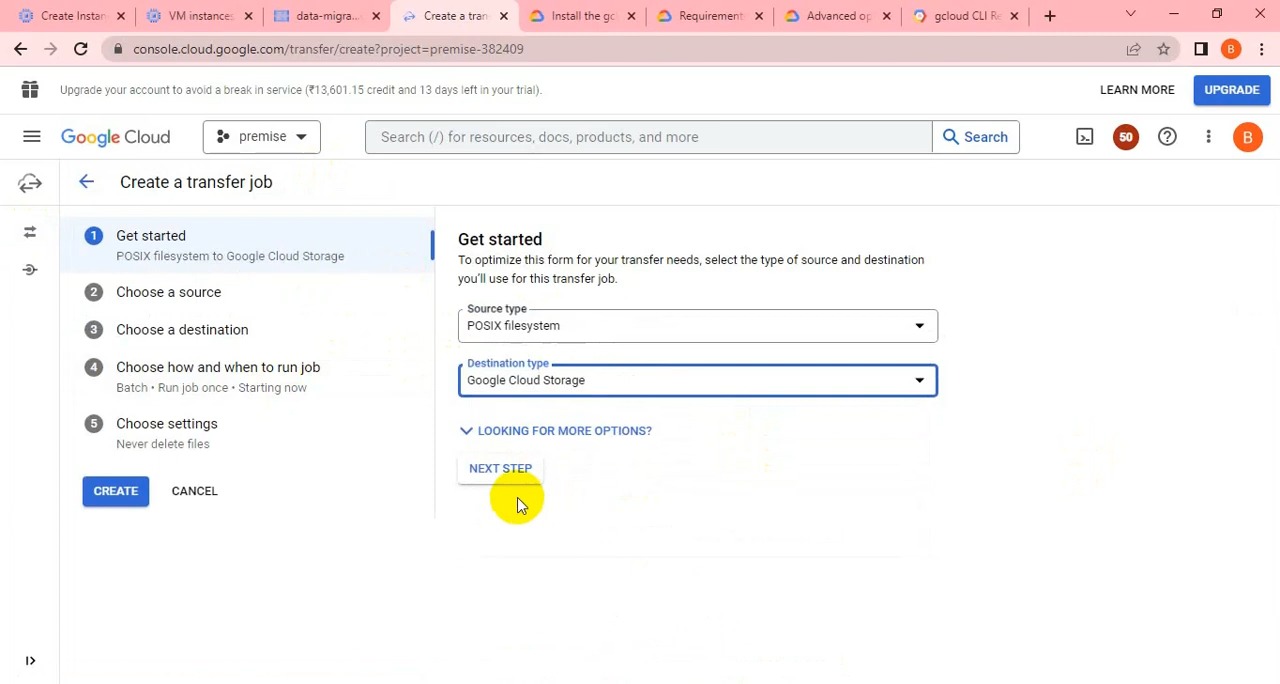 Create Instan
VM instances
data-migra
Create a tran
Install the gc
Requirement
Advanced op
gcloud CLI Re
console.cloud.google.com/transfer/create?project=premise-382409
B
Upgrade your account to avoid a break in service (₹13,601.15 credit and 13 days left in your trial).
LEARN MORE
UPGRADE
Google Cloud
premise
Search (/) for resources, docs, products, and more
Search
50
B
Create a transfer job
1 Get started
POSIX filesystem to Google Cloud Storage
2 Choose a source
3 Choose a destination
4 Choose how and when to run job
Batch • Run job once • Starting now
5 Choose settings
Never delete files
CREATE
CANCEL
Get started
To optimize this form for your transfer needs, select the type of source and destination
you'll use for this transfer job.
Source type
POSIX filesystem
Destination type
Google Cloud Storage
LOOKING FOR MORE OPTIONS?
NEXT STEP